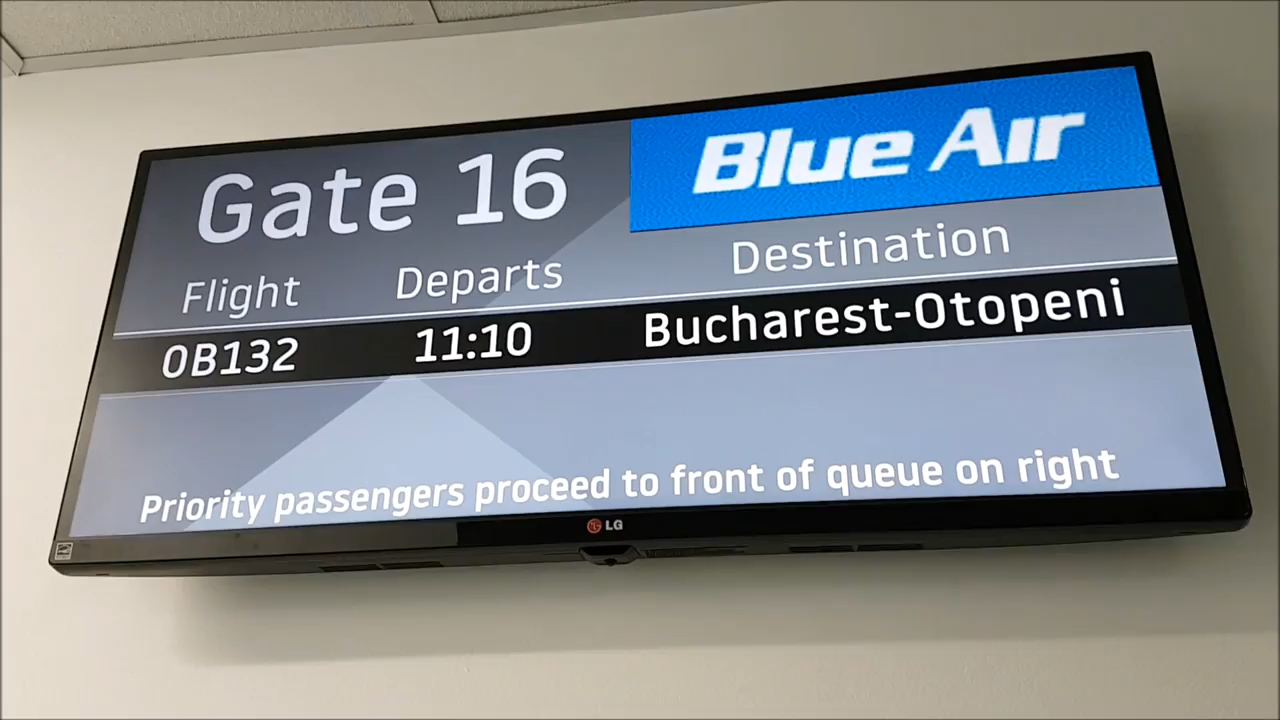 Gate 16
Blue Air
Flight Departs Destination
0B132 11:10 Bucharest-Otopeni
Priority passengers proceed to front of queue on right
LG